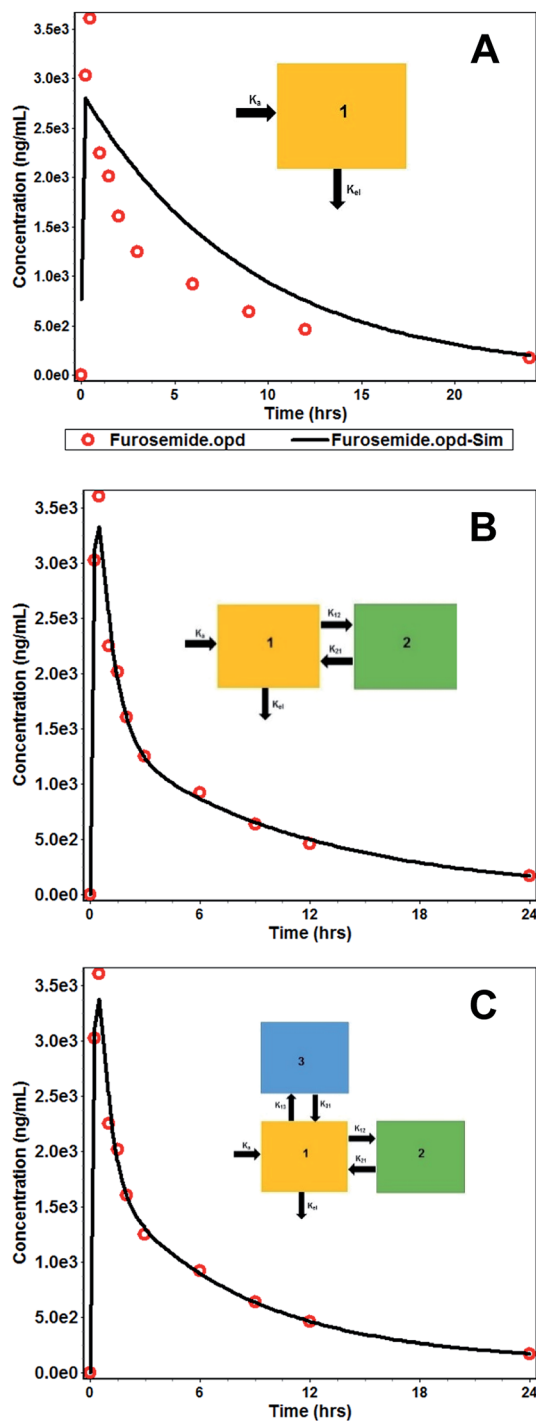 A
3.5e3
3.0e3
2.5e3
2.0e3
1.5e3
1.0e3
5.0e2
0.0e0
Concentration (ng/mL)
Ka
1
Kel
0 5 10 15 20
Time (hrs)
Furosemide.opd Furosemide.opd-Sim
B
3.5e3
3.0e3
2.5e3
2.0e3
1.5e3
1.0e3
5.0e2
0.0e0
Concentration (ng/mL)
Ka
1
K12
K21
2
Kel
0 6 12 18 24
Time (hrs)
C
3.5e3
3.0e3
2.5e3
2.0e3
1.5e3
1.0e3
5.0e2
0.0e0
Concentration (ng/mL)
3
K13 K31
Ka
1
K12
K21
2
Kel
0 6 12 18 24
Time (hrs)